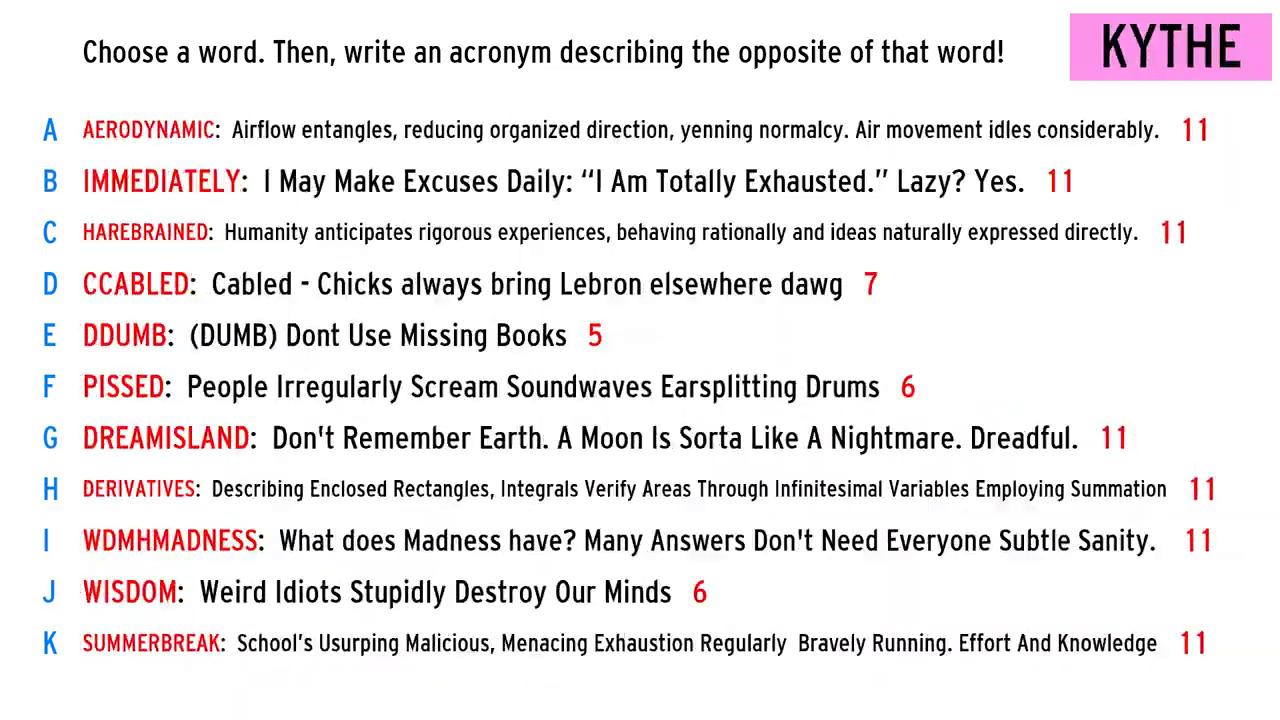 Choose a word. Then, write an acronym describing the opposite of that word!
KYTHE
A AERODYNAMIC: Airflow entangles, reducing organized direction, yenning normalcy. Air movement idles considerably. 11
B IMMEDIATELY: I May Make Excuses Daily: “I Am Totally Exhausted.” Lazy? Yes. 11
C HAREBRAINED: Humanity anticipates rigorous experiences, behaving rationally and ideas naturally expressed directly. 11
D CCABLED: Cabled - Chicks always bring Lebron elsewhere dawg 7
E DDUMB: (DUMB) Dont Use Missing Books 5
F PISSED: People Irregularly Scream Soundwaves Earsplitting Drums 6
G DREAMISLAND: Don't Remember Earth. A Moon Is Sorta Like A Nightmare. Dreadful. 11
H DERIVATIVES: Describing Enclosed Rectangles, Integrals Verify Areas Through Infinitesimal Variables Employing Summation 11
I WDMHMADNESS: What does Madness have? Many Answers Don't Need Everyone Subtle Sanity. 11
J WISDOM: Weird Idiots Stupidly Destroy Our Minds 6
K SUMMERBREAK: School’s Usurping Malicious, Menacing Exhaustion Regularly Bravely Running. Effort And Knowledge 11